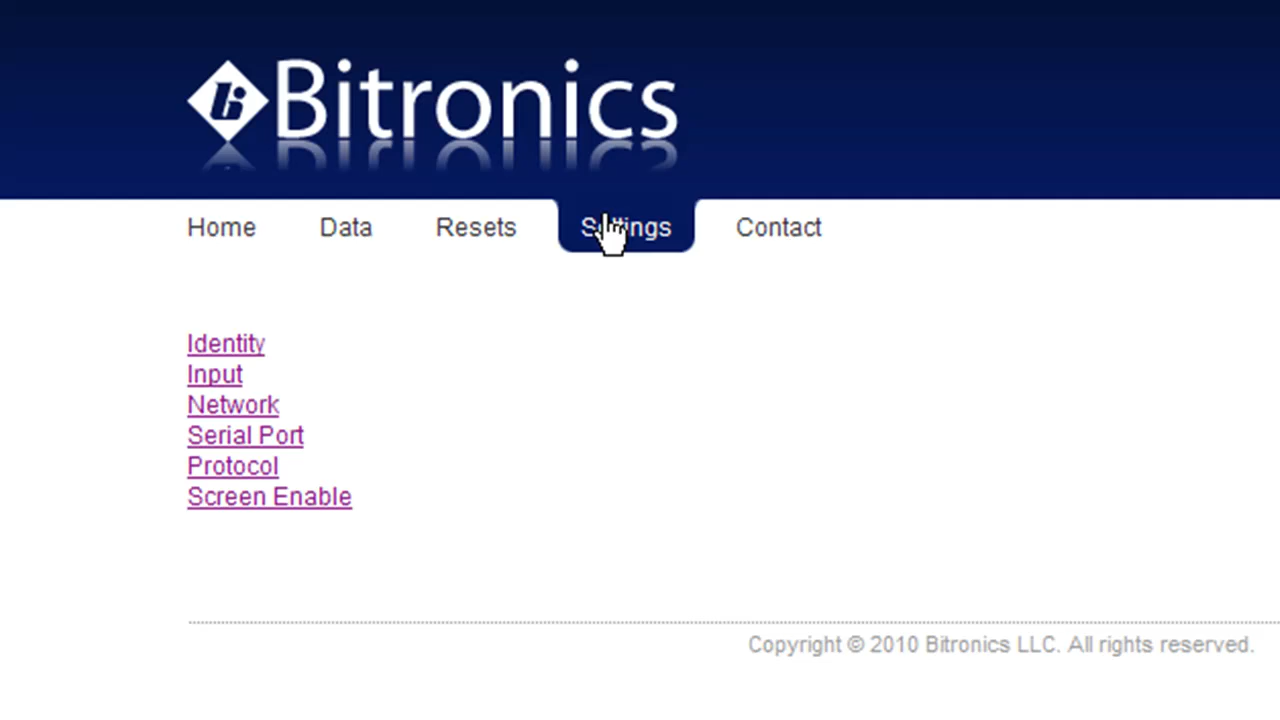 Bitronics
Home Data Resets Settings Contact
Identity
Input
Network
Serial Port
Protocol
Screen Enable
Copyright © 2010 Bitronics LLC. All rights reserved.